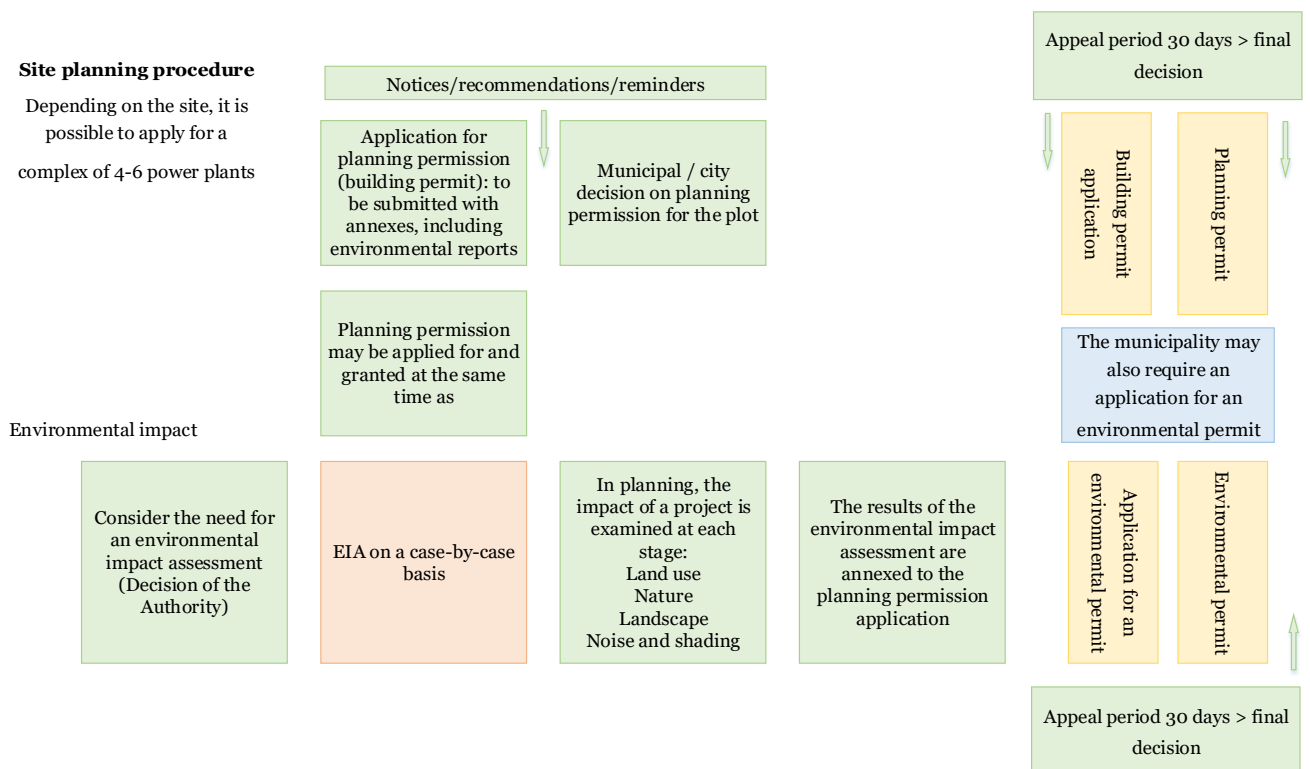 Site planning procedure
Depending on the site, it is
possible to apply for a
complex of 4-6 power plants
Notices/recommendations/reminders
Application for
planning permission
(building permit): to
be submitted with
annexes, including
environmental reports
Municipal / city
decision on planning
permission for the plot
Planning permission
may be applied for and
granted at the same
time as
Appeal period 30 days > final
decision
Building permit
application
Planning permit
The municipality may
also require an
application for an
environmental permit
Environmental impact
Consider the need for
an environmental
impact assessment
(Decision of the
Authority)
EIA on a case-by-case
basis
In planning, the
impact of a project is
examined at each
stage:
Land use
Nature
Landscape
Noise and shading
The results of the
environmental impact
assessment are
annexed to the
planning permission
application
Application for an
environmental permit
Environmental permit
Appeal period 30 days > final
decision